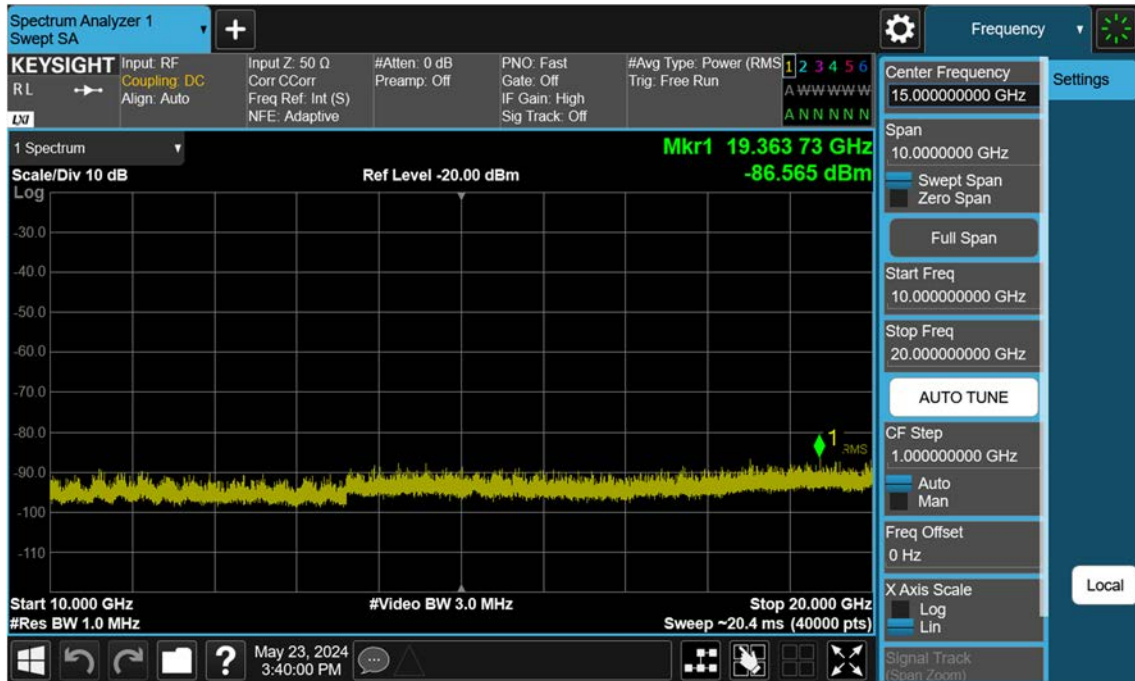 Spectrum Analyzer 1
Swept SA
Frequency
KEYSIGHT
RL
LXI
Input: RF
Coupling: DC
Align: Auto
Input Z: 50 Ω
Corr CCorr
Freq Ref: Int (S)
NFE: Adaptive
#Atten: 0 dB
Preamp: Off
PNO: Fast
Gate: Off
IF Gain: High
Sig Track: Off
#Avg Type: Power (RMS
Trig: Free Run
1 2 3 4 5 6
A W W W W W
A N N N N N
1 Spectrum
Mkr1 19.363 73 GHz
-86.565 dBm
Scale/Div 10 dB
Ref Level -20.00 dBm
Log
-30.0
-40.0
-50.0
-60.0
-70.0
-80.0
-90.0
-100
-110
1
RMS
Start 10.000 GHz
#Res BW 1.0 MHz
#Video BW 3.0 MHz
Stop 20.000 GHz
Sweep ~20.4 ms (40000 pts)
Center Frequency
15.000000000 GHz
Span
10.0000000 GHz
Swept Span
Zero Span
Full Span
Start Freq
10.000000000 GHz
Stop Freq
20.000000000 GHz
AUTO TUNE
CF Step
1.000000000 GHz
Auto
Man
Freq Offset
0 Hz
X Axis Scale
Log
Lin
Signal Track
(Span Zoom)
Settings
Local
?
May 23, 2024
3:40:00 PM